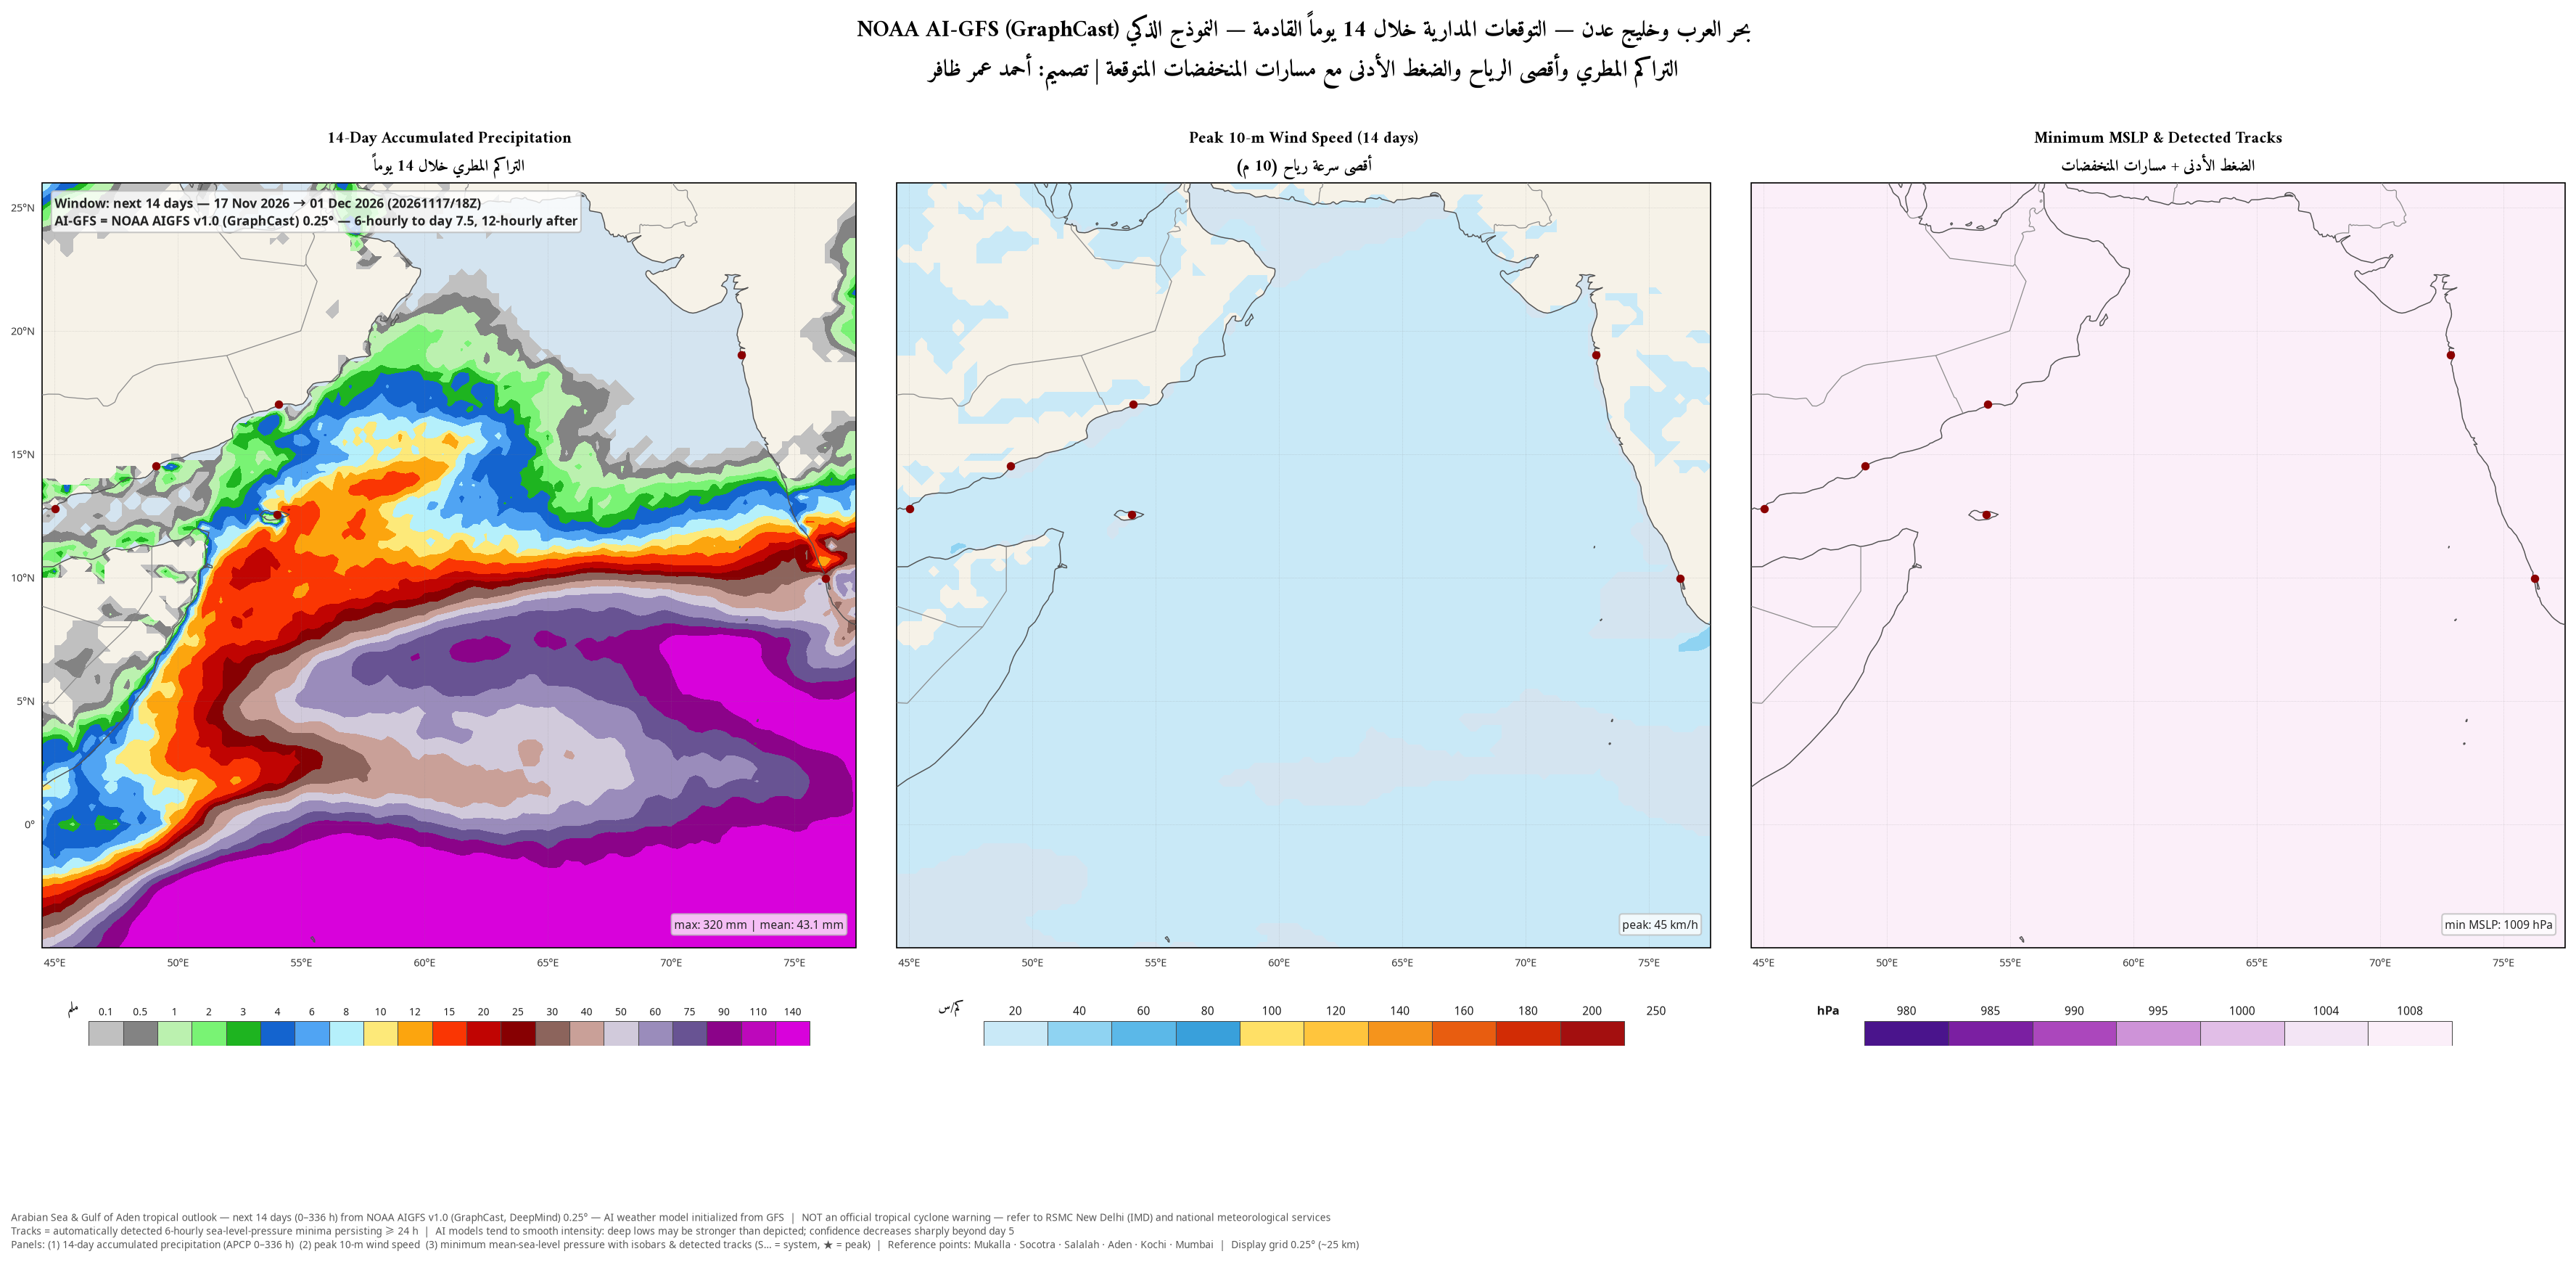 بحر العرب وخليج عدن — التوقعات المدارية خلال 14 يوماً القادمة — النموذج الذكي NOAA AI-GFS (GraphCast)
التراكم المطري وأقصى الرياح والضغط الأدنى مع مسارات المنخفضات المتوقعة | تصميم: أحمد عمر ظافر
14-Day Accumulated Precipitation
التراكم المطري خلال 14 يوماً
Window: next 14 days — 17 Nov 2026 → 01 Dec 2026 (20261117/18Z)
AI-GFS = NOAA AIGFS v1.0 (GraphCast) 0.25° — 6-hourly to day 7.5, 12-hourly after
25°N
20°N
15°N
10°N
5°N
0°
max: 320 mm | mean: 43.1 mm
45°E 50°E 55°E 60°E 65°E 70°E 75°E
ملم 0.1 0.5 1 2 3 4 6 8 10 12 15 20 25 30 40 50 60 75 90 110 140
Peak 10-m Wind Speed (14 days)
أقصى سرعة رياح (10 م)
peak: 45 km/h
45°E 50°E 55°E 60°E 65°E 70°E 75°E
كم/س 20 40 60 80 100 120 140 160 180 200 250
Minimum MSLP & Detected Tracks
الضغط الأدنى + مسارات المنخفضات
min MSLP: 1009 hPa
45°E 50°E 55°E 60°E 65°E 70°E 75°E
hPa 980 985 990 995 1000 1004 1008
Arabian Sea & Gulf of Aden tropical outlook — next 14 days (0–336 h) from NOAA AIGFS v1.0 (GraphCast, DeepMind) 0.25° — AI weather model initialized from GFS | NOT an official tropical cyclone warning — refer to RSMC New Delhi (IMD) and national meteorological services
Tracks = automatically detected 6-hourly sea-level-pressure minima persisting ⩾ 24 h | AI models tend to smooth intensity: deep lows may be stronger than depicted; confidence decreases sharply beyond day 5
Panels: (1) 14-day accumulated precipitation (APCP 0–336 h) (2) peak 10-m wind speed (3) minimum mean-sea-level pressure with isobars & detected tracks (S… = system, ★ = peak) | Reference points: Mukalla · Socotra · Salalah · Aden · Kochi · Mumbai | Display grid 0.25° (~25 km)